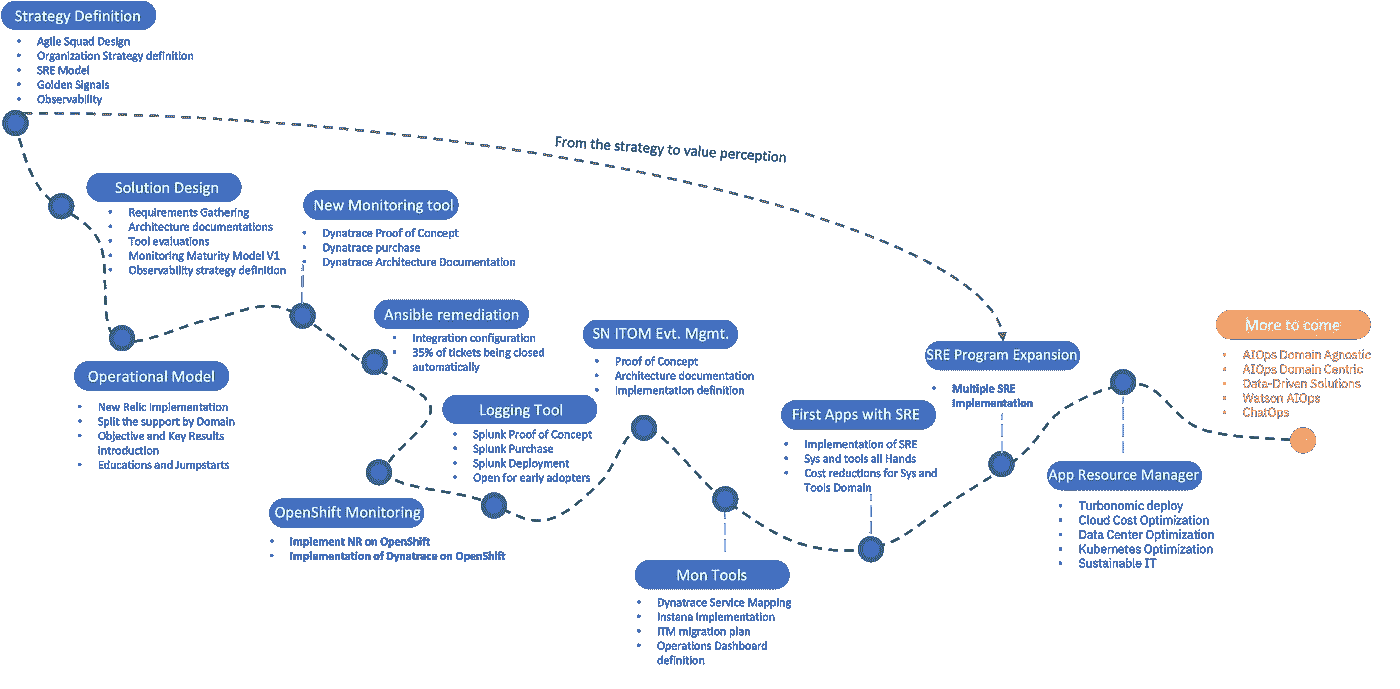 Strategy Definition
• Agile Squad Design
• Organization Strategy definition
• SRE Model
• Golden Signals
• Observability
From the strategy to value perception
Solution Design
• Requirements Gathering
• Architecture documentations
• Tool evaluations
• Monitoring Maturity Model V1
• Observability strategy definition
New Monitoring tool
• Dynatrace Proof of Concept
• Dynatrace purchase
• Dynatrace Architecture Documentation
Operational Model
• New Relic Implementation
• Split the support by Domain
• Objective and Key Results
introduction
• Educations and Jumpstarts
Ansible remediation
• Integration configuration
• 35% of tickets being closed
automatically
OpenShift Monitoring
• Implement NR on OpenShift
• Implementation of Dynatrace on OpenShift
Logging Tool
• Splunk Proof of Concept
• Splunk Purchase
• Splunk Deployment
• Open for early adopters
SN ITOM Evt. Mgmt.
• Proof of Concept
• Architecture documentation
• Implementation definition
Mon Tools
• Dynatrace Service Mapping
• Instana Implementation
• ITM migration plan
• Operations Dashboard
definition
First Apps with SRE
• Implementation of SRE
• Sys and tools all Hands
• Cost reductions for Sys and
Tools Domain
SRE Program Expansion
• Multiple SRE
Implementation
App Resource Manager
• Turbonomic deploy
• Cloud Cost Optimization
• Data Center Optimization
• Kubernetes Optimization
• Sustainable IT
More to come
• AIOps Domain Agnostic
• AIOps Domain Centric
• Data-Driven Solutions
• Watson AIOps
• ChatOps